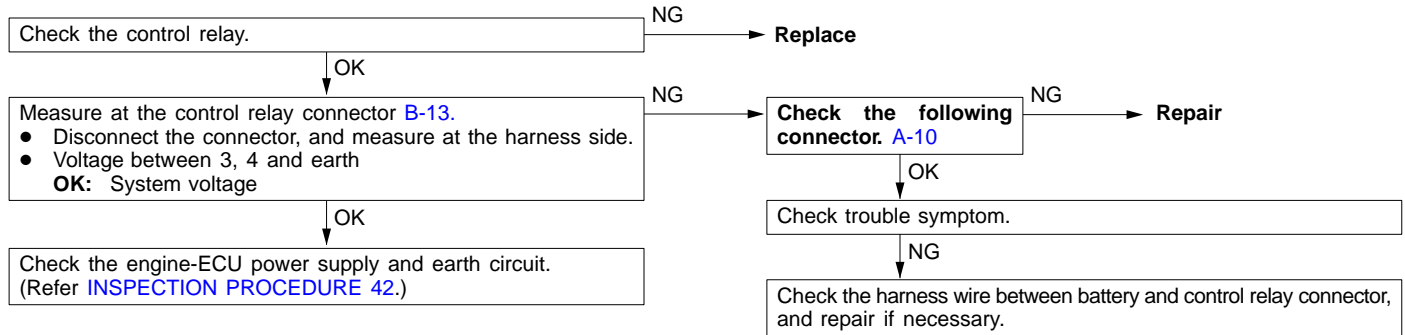 Check the control relay.
NG
Replace
OK
Measure at the control relay connector B-13.
● Disconnect the connector, and measure at the harness side.
● Voltage between 3, 4 and earth
OK: System voltage
NG
Check the following
connector. A-10
NG
Repair
OK
Check trouble symptom.
NG
Check the harness wire between battery and control relay connector,
and repair if necessary.
OK
Check the engine-ECU power supply and earth circuit.
(Refer INSPECTION PROCEDURE 42.)